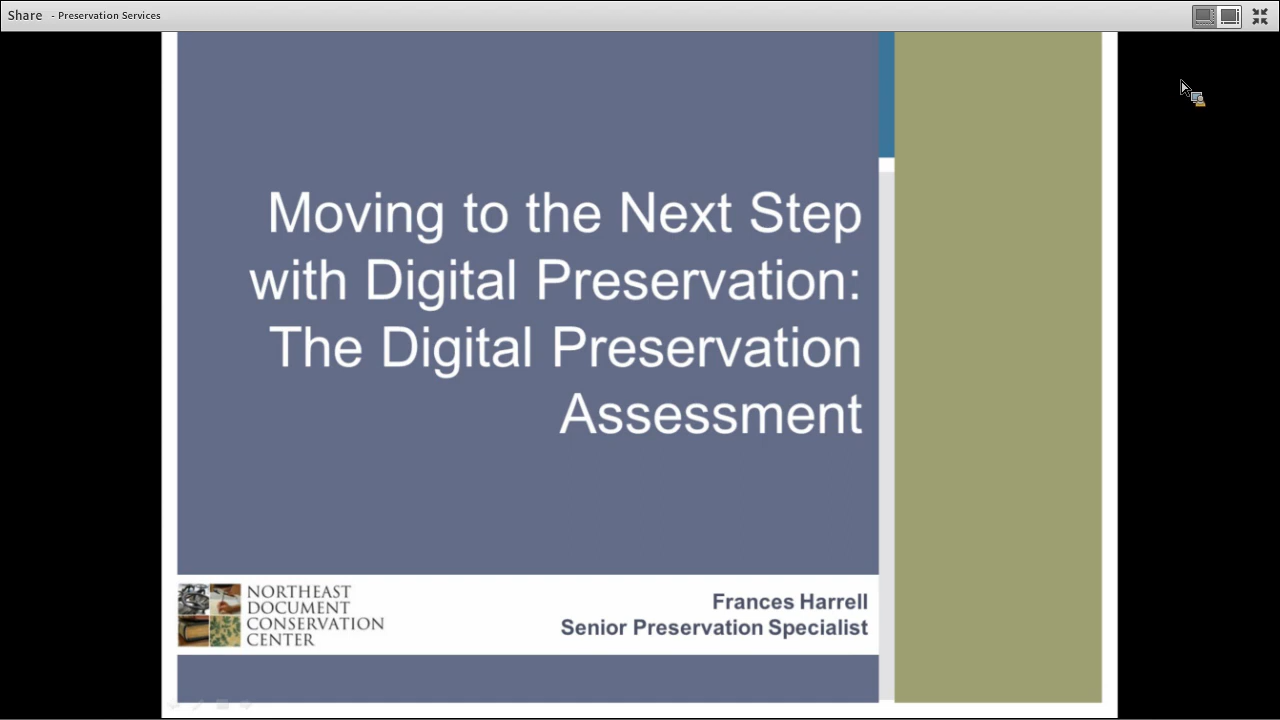 Share - Preservation Services
Moving to the Next Step
with Digital Preservation:
The Digital Preservation
Assessment
NORTHEAST
DOCUMENT
CONSERVATION
CENTER
Frances Harrell
Senior Preservation Specialist